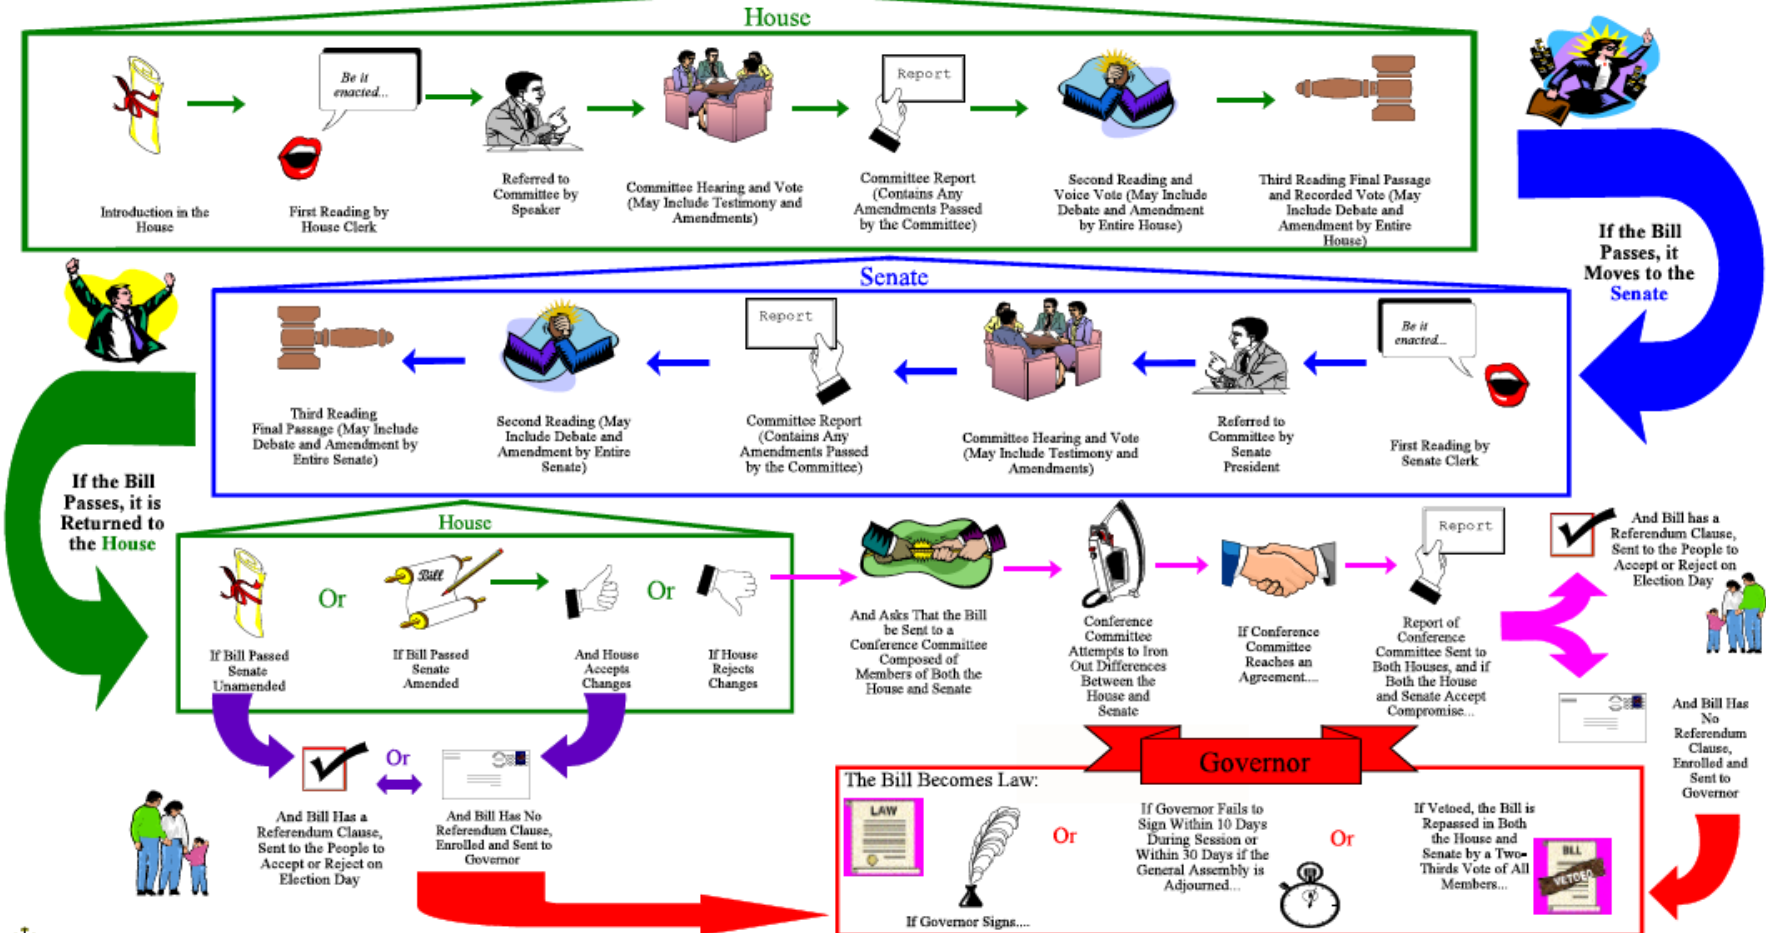 House
Be it
enacted...
Report
Introduction in the
House
First Reading by
House Clerk
Referred to
Committee by
Speaker
Committee Hearing and Vote
(May Include Testimony and
Amendments)
Committee Report
(Contains Any
Amendments Passed
by the Committee)
Second Reading and
Voice Vote (May Include
Debate and Amendment
by Entire House)
Third Reading Final Passage
and Recorded Vote (May
Include Debate and
Amendment by Entire
House)
If the Bill
Passes, it
Moves to the
Senate
Senate
Be it
enacted...
Report
First Reading by
Senate Clerk
Referred to
Committee by
Senate
President
Committee Hearing and Vote
(May Include Testimony and
Amendments)
Committee Report
(Contains Any
Amendments Passed
by the Committee)
Second Reading (May
Include Debate and
Amendment by Entire
Senate)
Third Reading
Final Passage (May Include
Debate and Amendment by
Entire Senate)
If the Bill
Passes, it is
Returned to
the House
House
Bill
Or
Or
If Bill Passed
Senate
Unamended
If Bill Passed
Senate
Amended
And House
Accepts
Changes
If House
Rejects
Changes
And Asks That the Bill
be Sent to a
Conference Committee
Composed of
Members of Both the
House and Senate
Conference
Committee
Attempts to Iron
Out Differences
Between the
House and
Senate
If Conference
Committee
Reaches an
Agreement....
Report
Report of
Conference
Committee Sent to
Both Houses, and if
Both the House
and Senate Accept
Compromise...
And Bill has a
Referendum Clause,
Sent to the People to
Accept or Reject on
Election Day
And Bill Has
No
Referendum
Clause,
Enrolled and
Sent to
Governor
Or
And Bill Has a
Referendum Clause,
Sent to the People to
Accept or Reject on
Election Day
And Bill Has No
Referendum Clause,
Enrolled and Sent to
Governor
Governor
The Bill Becomes Law:
LAW
If Governor Signs....
Or
If Governor Fails to
Sign Within 10 Days
During Session or
Within 30 Days if the
General Assembly is
Adjourned...
Or
If Vetoed, the Bill is
Repassed in Both
the House and
Senate by a Two-
Thirds Vote of All
Members...
BILL
VETOED